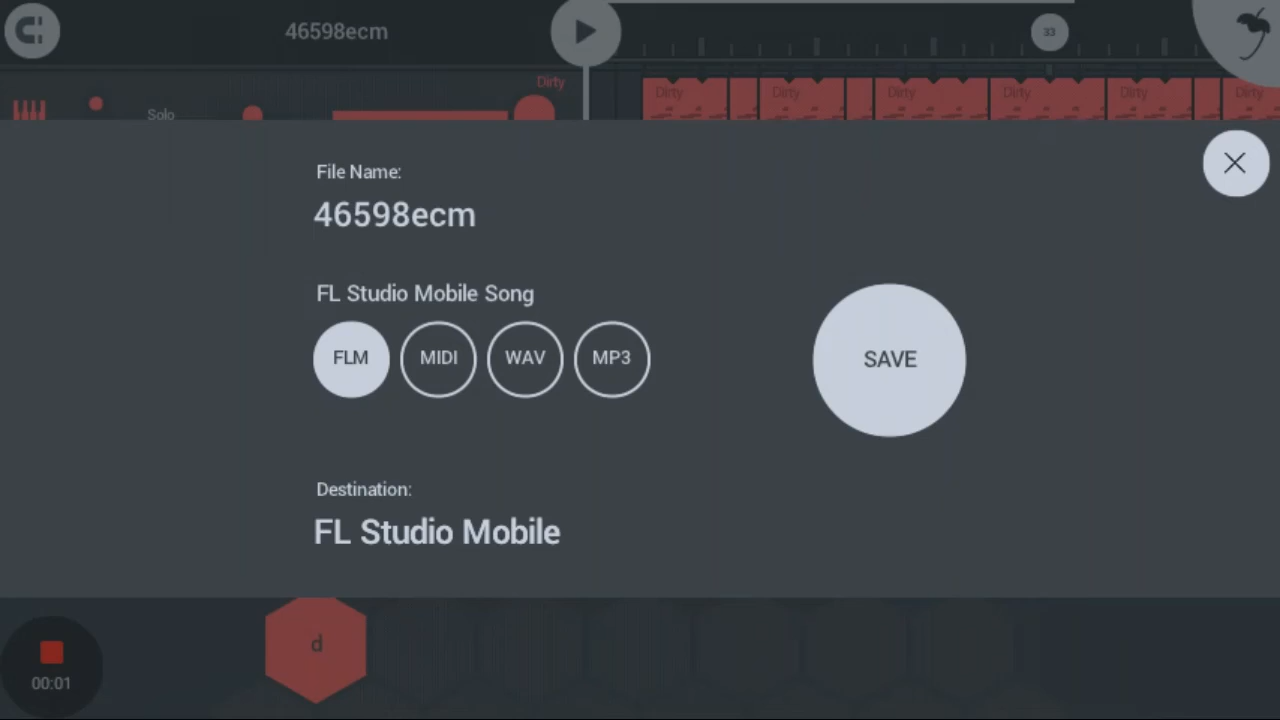 46598ecm
33
Dirty
Solo
Dirty
Dirty
Dirty
Dirty
Dirty
Dirty
File Name:
46598ecm
FL Studio Mobile Song
FLM
MIDI
WAV
MP3
SAVE
Destination:
FL Studio Mobile
d
00:01